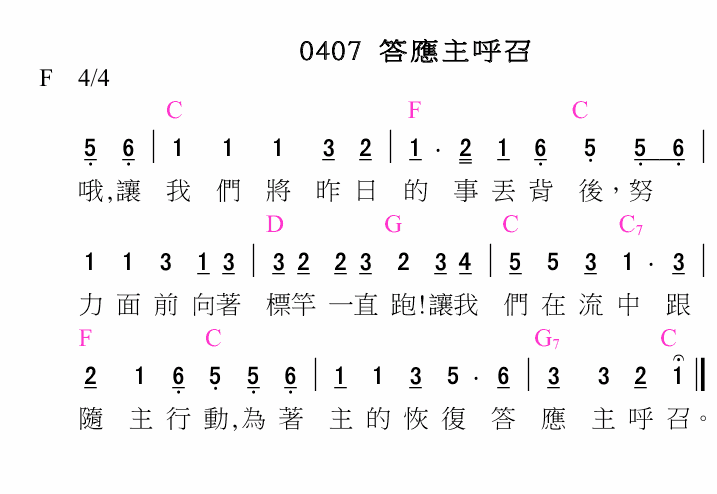 0407 答應主呼召
F 4/4
C F C
5 6 | 1 1 1 3 2 | 1 · 2 1 6 5 5 6 |
哦,讓 我 們 將 昨 日 的 事 丟 背 後，努
D G C C7
1 1 3 1 3 | 3 2 2 3 2 3 4 | 5 5 3 1 · 3 |
力 面 前 向 著 標竿 一直 跑!讓我 們 在 流 中 跟
F C G7 C
2 1 6 5 5 6 | 1 1 3 5 · 6 | 3 3 2 1 ‖
隨 主 行 動,為 著 主 的 恢 復 答 應 主 呼 召。